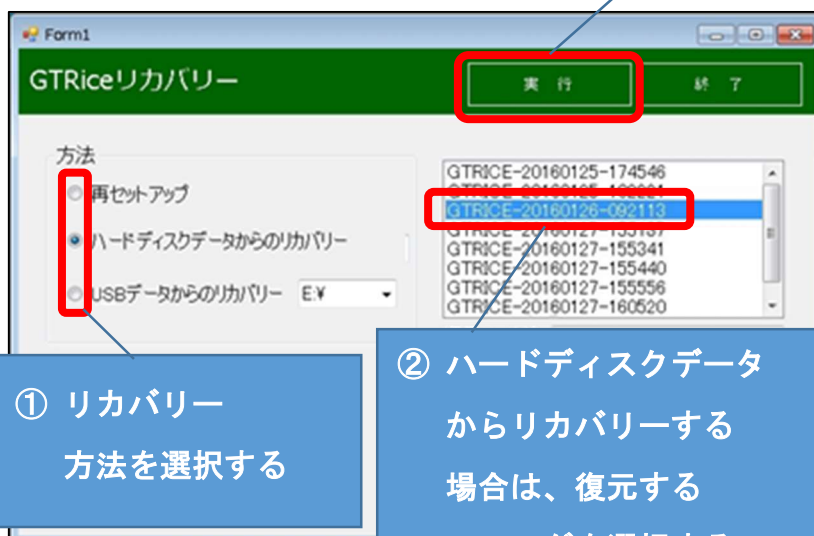 Form1
GTRiceリカバリー
実 行
終 了
方法
再セットアップ
ハードディスクデータからのリカバリー
USBデータからのリカバリー E:¥
GTRICE-20160125-174546
GTRICE-20160126-092113
GTRICE-20160127-155341
GTRICE-20160127-155440
GTRICE-20160127-155556
GTRICE-20160127-160520
① リカバリー
方法を選択する
② ハードディスクデータ
からリカバリーする
場合は、復元する